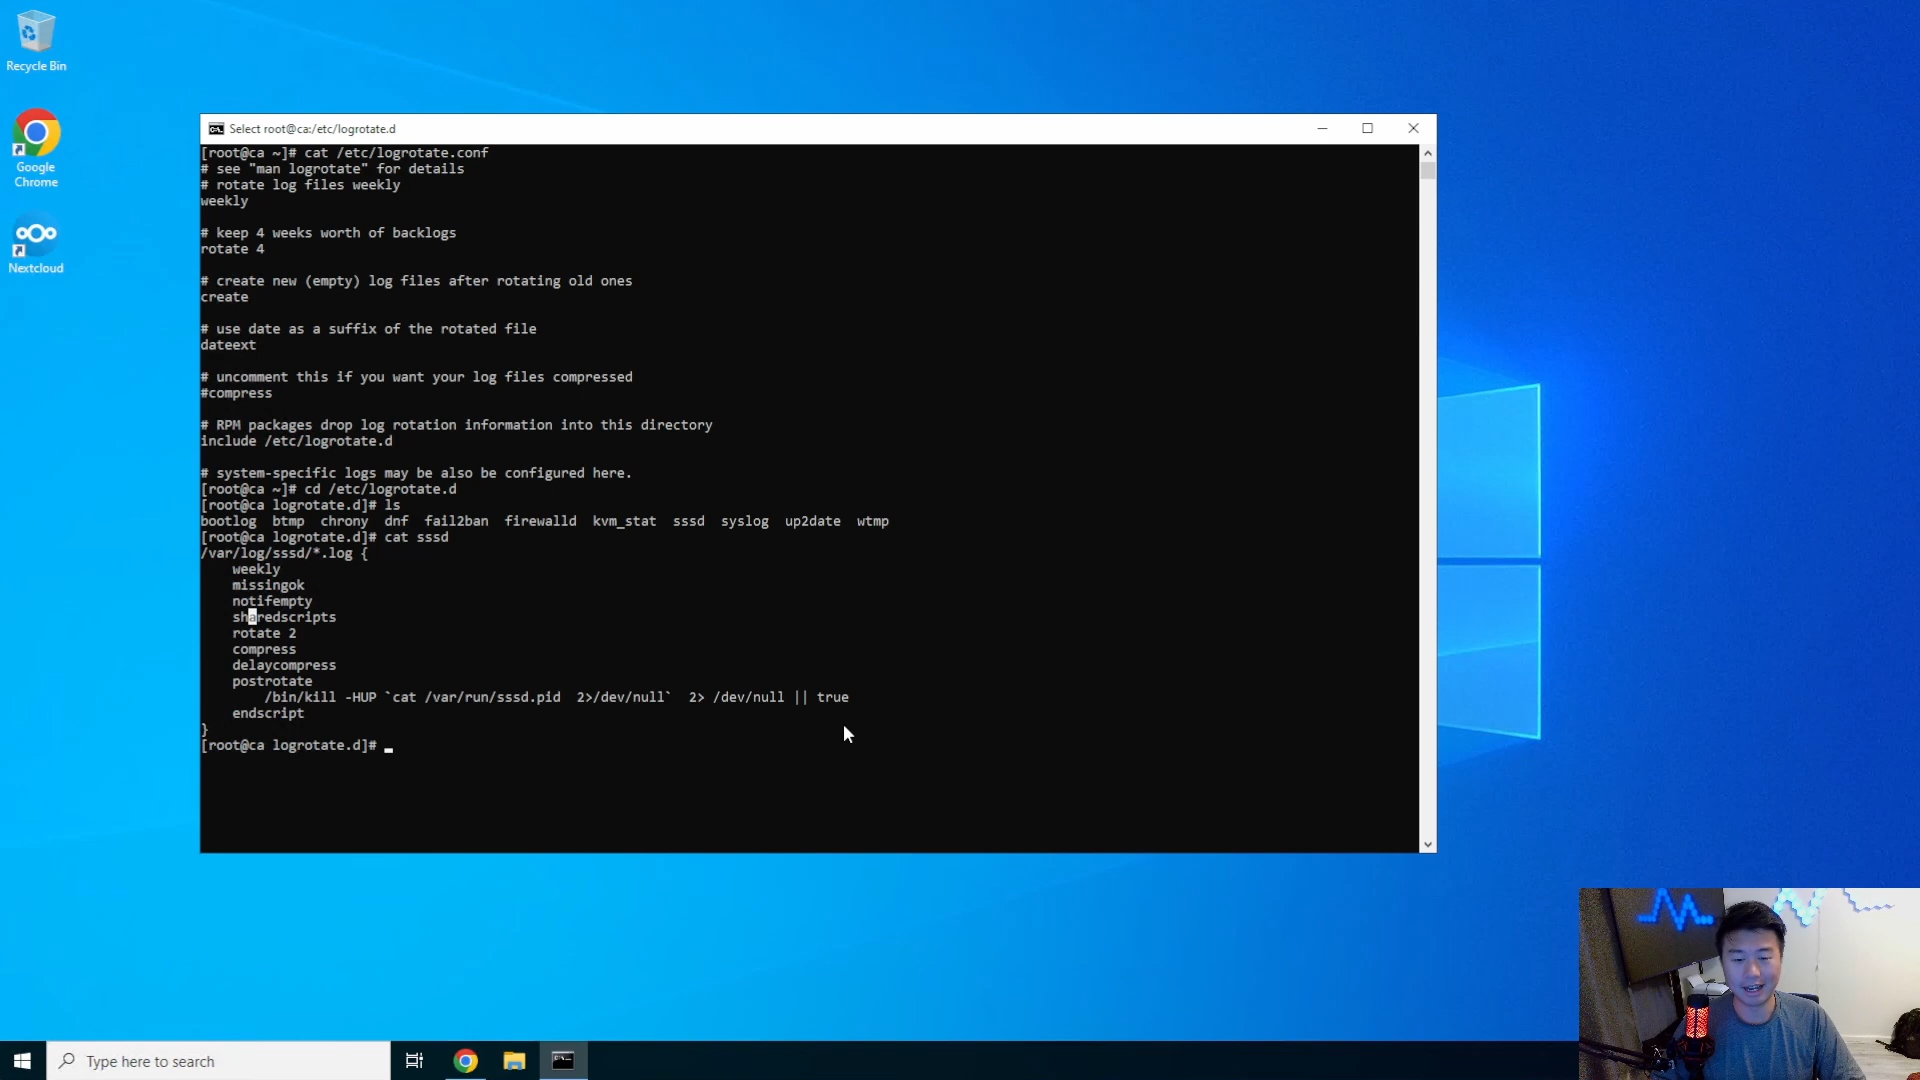 Recycle Bin
Google
Chrome
Nextcloud
Select root@ca:/etc/logrotate.d
[root@ca ~]# cat /etc/logrotate.conf
# see "man logrotate" for details
# rotate log files weekly
weekly
# keep 4 weeks worth of backlogs
rotate 4
# create new (empty) log files after rotating old ones
create
# use date as a suffix of the rotated file
dateext
# uncomment this if you want your log files compressed
#compress
# RPM packages drop log rotation information into this directory
include /etc/logrotate.d
# system-specific logs may be also be configured here.
[root@ca ~]# cd /etc/logrotate.d
[root@ca logrotate.d]# ls
bootlog  btmp  chrony  dnf  fail2ban  firewalld  kvm_stat  sssd  syslog  up2date  wtmp
[root@ca logrotate.d]# cat sssd
/var/log/sssd/*.log {
    weekly
    missingok
    notifempty
    sharedscripts
    rotate 2
    compress
    delaycompress
    postrotate
        /bin/kill -HUP `cat /var/run/sssd.pid  2>/dev/null`  2> /dev/null || true
    endscript
}
[root@ca logrotate.d]#
Type here to search